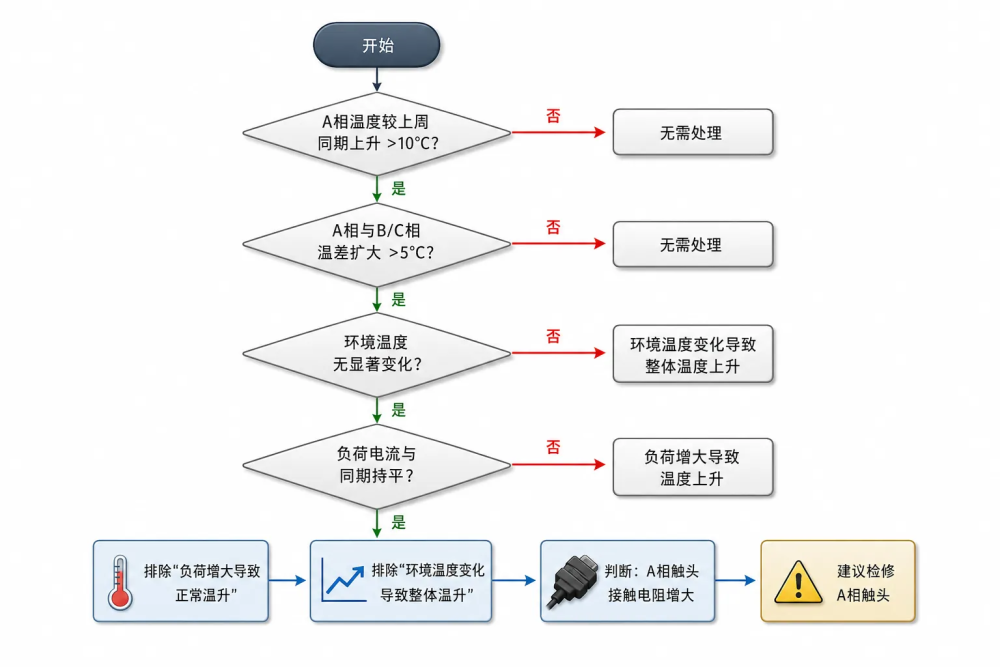 开始
A相温度较上周
同期上升 >10℃?
否
无需处理
是
A相与B/C相
温差扩大 >5℃?
否
无需处理
是
环境温度
无显著变化?
否
环境温度变化导致
整体温度上升
是
负荷电流与
同期持平?
否
负荷增大导致
温度上升
是
排除“负荷增大导致
正常温升”
排除“环境温度变化
导致整体温升”
判断：A相触头
接触电阻增大
建议检修
A相触头